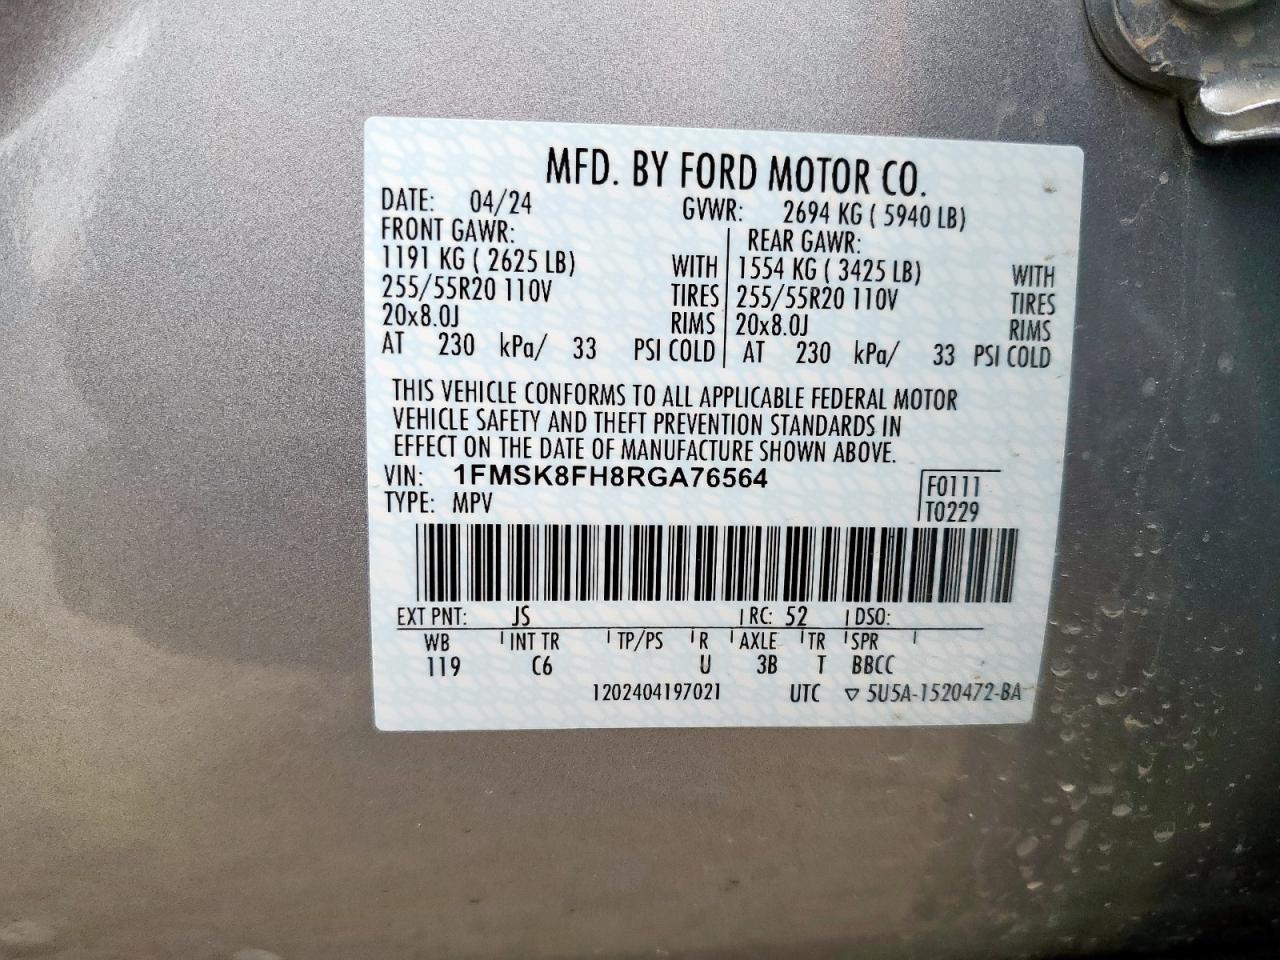 MFD. BY FORD MOTOR CO.
DATE: 04/24 GVWR: 2694 KG ( 5940 LB)
FRONT GAWR: REAR GAWR:
1191 KG ( 2625 LB) WITH 1554 KG ( 3425 LB) WITH
255/55R20 110V TIRES 255/55R20 110V TIRES
20x8.0J RIMS 20x8.0J RIMS
AT 230 kPa/ 33 PSI COLD AT 230 kPa/ 33 PSI COLD
THIS VEHICLE CONFORMS TO ALL APPLICABLE FEDERAL MOTOR
VEHICLE SAFETY AND THEFT PREVENTION STANDARDS IN
EFFECT ON THE DATE OF MANUFACTURE SHOWN ABOVE.
VIN: 1FMSK8FH8RGA76564 F0111
TYPE: MPV T0229
EXT PNT: JS RC: 52 DSO:
WB INT TR TP/PS R AXLE TR SPR
119 C6 U 3B T BBCC
1202404197021 UTC ▽ 5U5A-1520472-BA